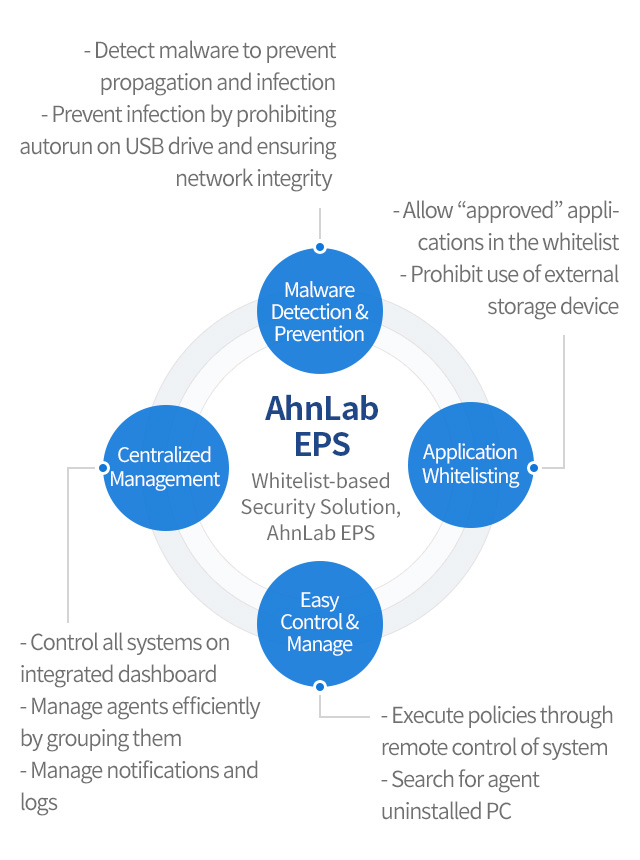 - Detect malware to prevent
propagation and infection
- Prevent infection by prohibiting
autorun on USB drive and ensuring
network integrity
- Allow “approved” appli-
cations in the whitelist
- Prohibit use of external
storage device
Malware
Detection &
Prevention
AhnLab
EPS
Whitelist-based
Security Solution,
AhnLab EPS
Centralized
Management
Application
Whitelisting
Easy
Control &
Manage
- Control all systems on
integrated dashboard
- Manage agents efficiently
by grouping them
- Manage notifications and
logs
- Execute policies through
remote control of system
- Search for agent
uninstalled PC